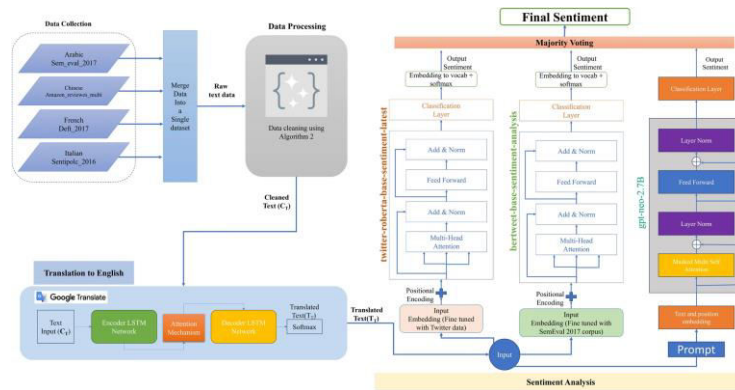 Data Collection
Arabic
Sem_eval_2017
Chinese
Amazon_reviews_multi
French
Deft_2017
Italian
Sentipolc_2016
Merge
Data
Into
a
Single
dataset
Raw
text data
Data Processing
Data cleaning using
Algorithm 2
Cleaned
Text(C₁)
Translation to English
Google Translate
Text
Input (C₁)
Encoder LSTM
Network
Attention
Mechanism
Decoder LSTM
Network
Translated
Text(T₁)
Softmax
Translated
Text(T₁)
Final Sentiment
Majority Voting
Output
Sentiment
Embedding to vocab +
softmax
Classification
Layer
Add & Norm
Feed Forward
Add & Norm
Multi-Head
Attention
Positional
Encoding
Input
Embedding (Fine tuned
with Twitter data)
twitter-roberta-base-sentiment-latest
Output
Sentiment
Embedding to vocab +
softmax
Classification
Layer
Add & Norm
Feed Forward
Add & Norm
Multi-Head
Attention
Positional
Encoding
Input
Embedding (Fine tuned with
SemEval 2017 corpus)
bertweet-base-sentiment-analysis
Output
Sentiment
Classification Layer
Layer Norm
Feed Forward
Layer Norm
Masked Multi-Self
Attention
Text and position
embedding
gpt-neo-2.7B
Prompt
Input
Sentiment Analysis